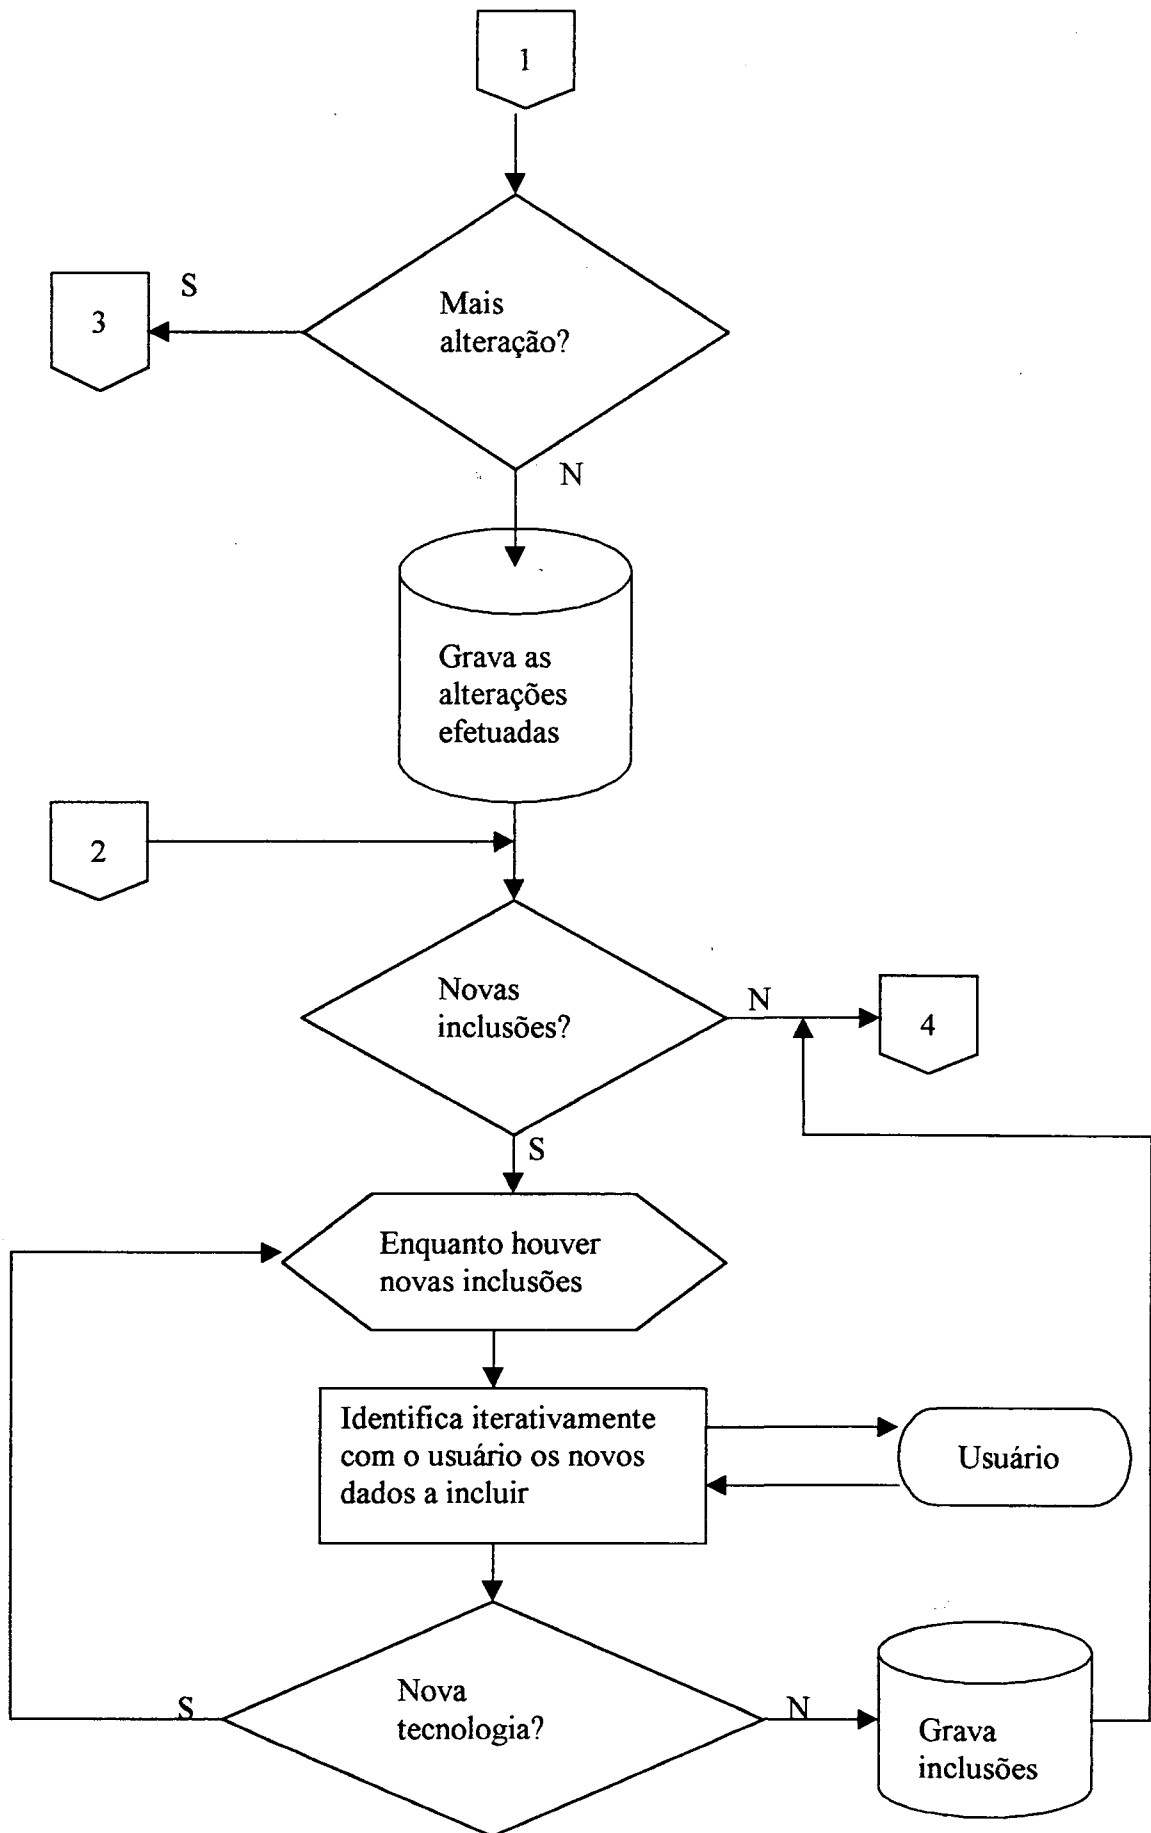 1
S
3
Mais
alteração?
N
Grava as
alterações
efetuadas
2
Novas
inclusões?
N
4
S
Enquanto houver
novas inclusões
Identifica iterativamente
com o usuário os novos
dados a incluir
Usuário
S
Nova
tecnologia?
N
Grava
inclusões